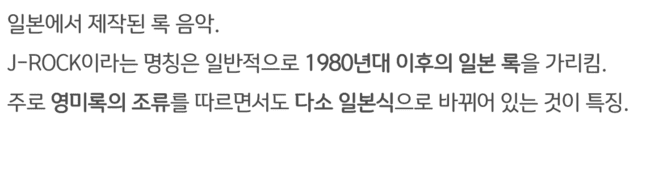 일본에서 제작된 록 음악.
J-ROCK이라는 명칭은 일반적으로 1980년대 이후의 일본 록을 가리킴.
주로 영미록의 조류를 따르면서도 다소 일본식으로 바뀌어 있는 것이 특징.